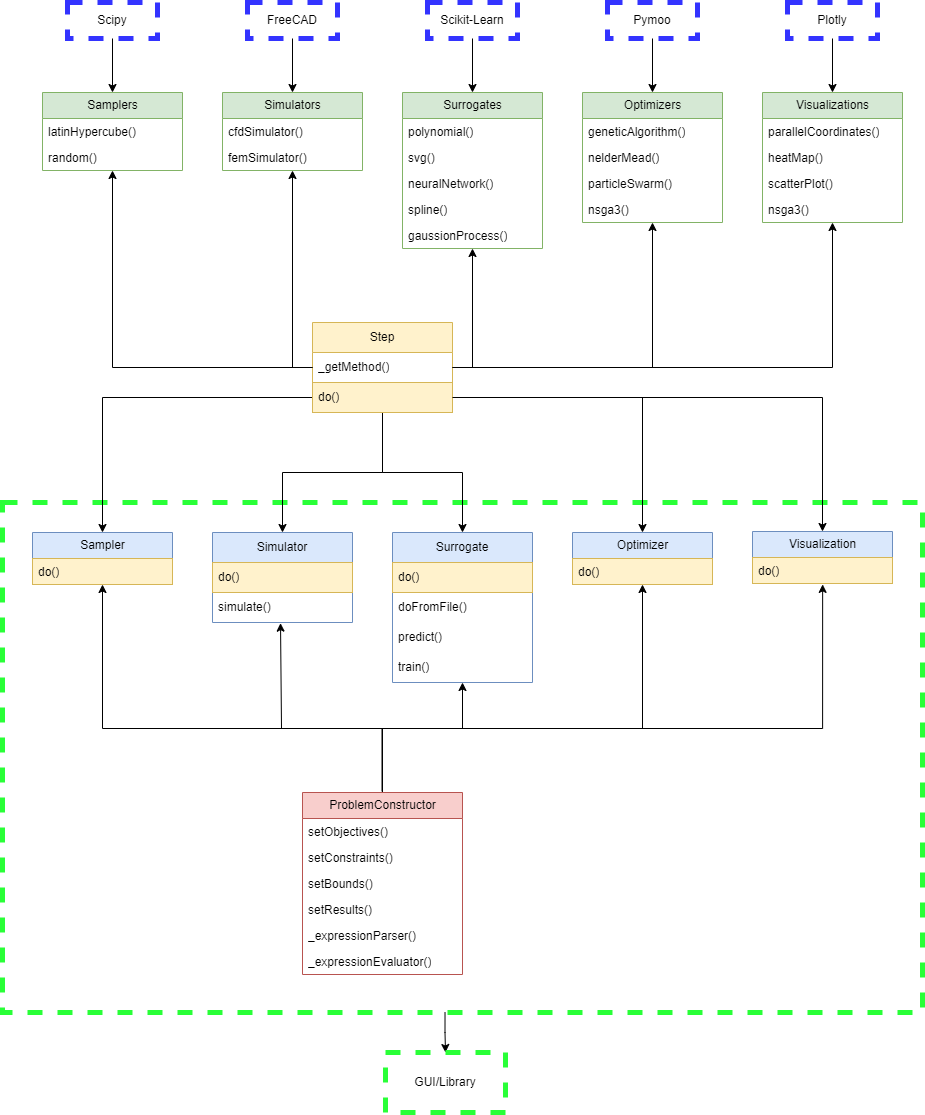 Scipy
FreeCAD
Scikit-Learn
Pymoo
Plotly
Samplers
latinHypercube()
random()
Simulators
cfdSimulator()
femSimulator()
Surrogates
polynomial()
svg()
neuralNetwork()
spline()
gaussionProcess()
Optimizers
geneticAlgorithm()
nelderMead()
particleSwarm()
nsga3()
Visualizations
parallelCoordinates()
heatMap()
scatterPlot()
nsga3()
Step
_getMethod()
do()
Sampler
do()
Simulator
do()
simulate()
Surrogate
do()
doFromFile()
predict()
train()
Optimizer
do()
Visualization
do()
ProblemConstructor
setObjectives()
setConstraints()
setBounds()
setResults()
_expressionParser()
_expressionEvaluator()
GUI/Library